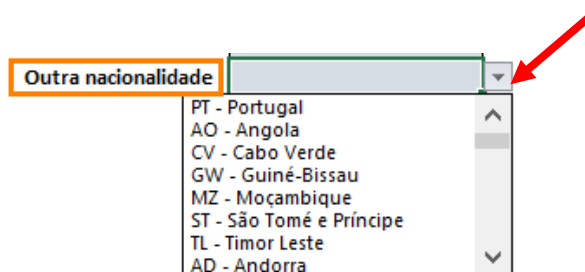 Outra nacionalidade
PT - Portugal
AO - Angola
CV - Cabo Verde
GW - Guiné-Bissau
MZ - Moçambique
ST - São Tomé e Príncipe
TL - Timor Leste
AD - Andorra